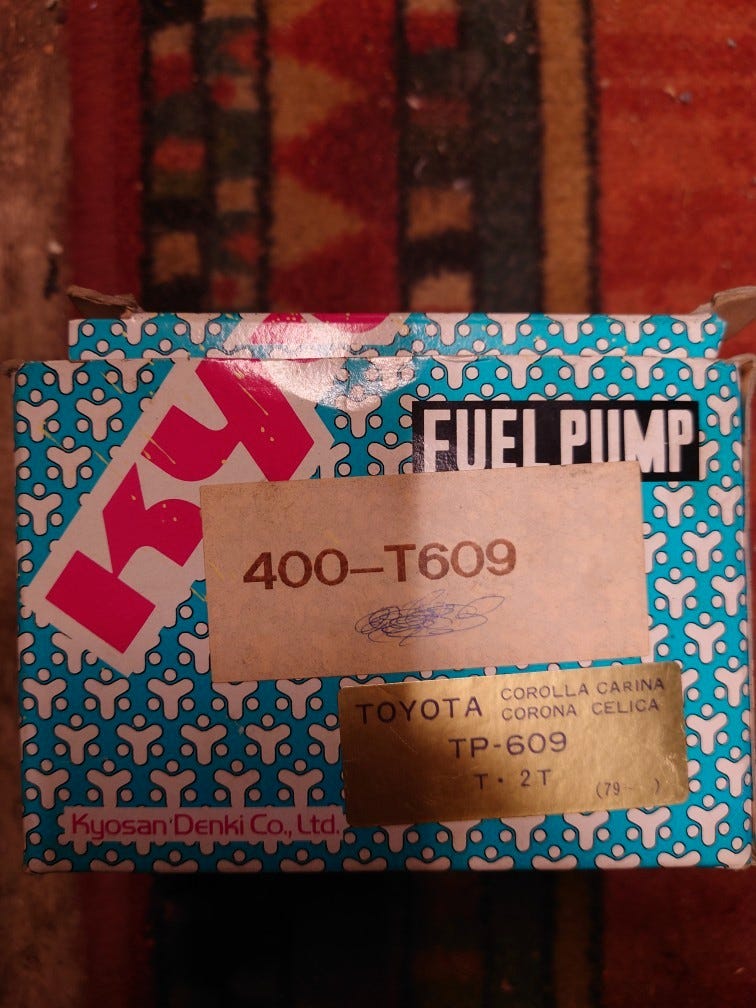 Ky
FUEL PUMP
400-T609
TOYOTA COROLLA CARINA
CORONA CELICA
TP-609
T・2T (79- )
Kyosan Denki Co., Ltd.